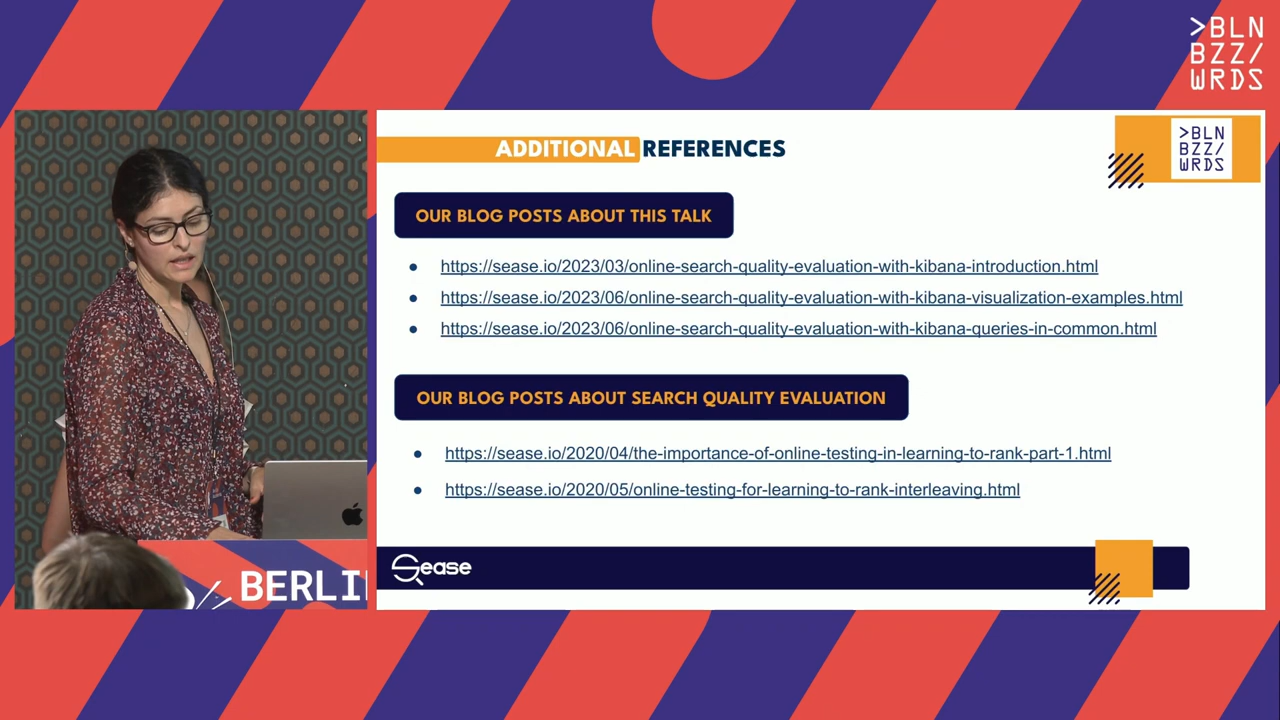 >BLN
BZZ/
WRDS
ADDITIONAL REFERENCES
>BLN
BZZ/
WRDS
OUR BLOG POSTS ABOUT THIS TALK
https://sease.io/2023/03/online-search-quality-evaluation-with-kibana-introduction.html
https://sease.io/2023/06/online-search-quality-evaluation-with-kibana-visualization-examples.html
https://sease.io/2023/06/online-search-quality-evaluation-with-kibana-queries-in-common.html
OUR BLOG POSTS ABOUT SEARCH QUALITY EVALUATION
https://sease.io/2020/04/the-importance-of-online-testing-in-learning-to-rank-part-1.html
https://sease.io/2020/05/online-testing-for-learning-to-rank-interleaving.html
Sease
BERLI